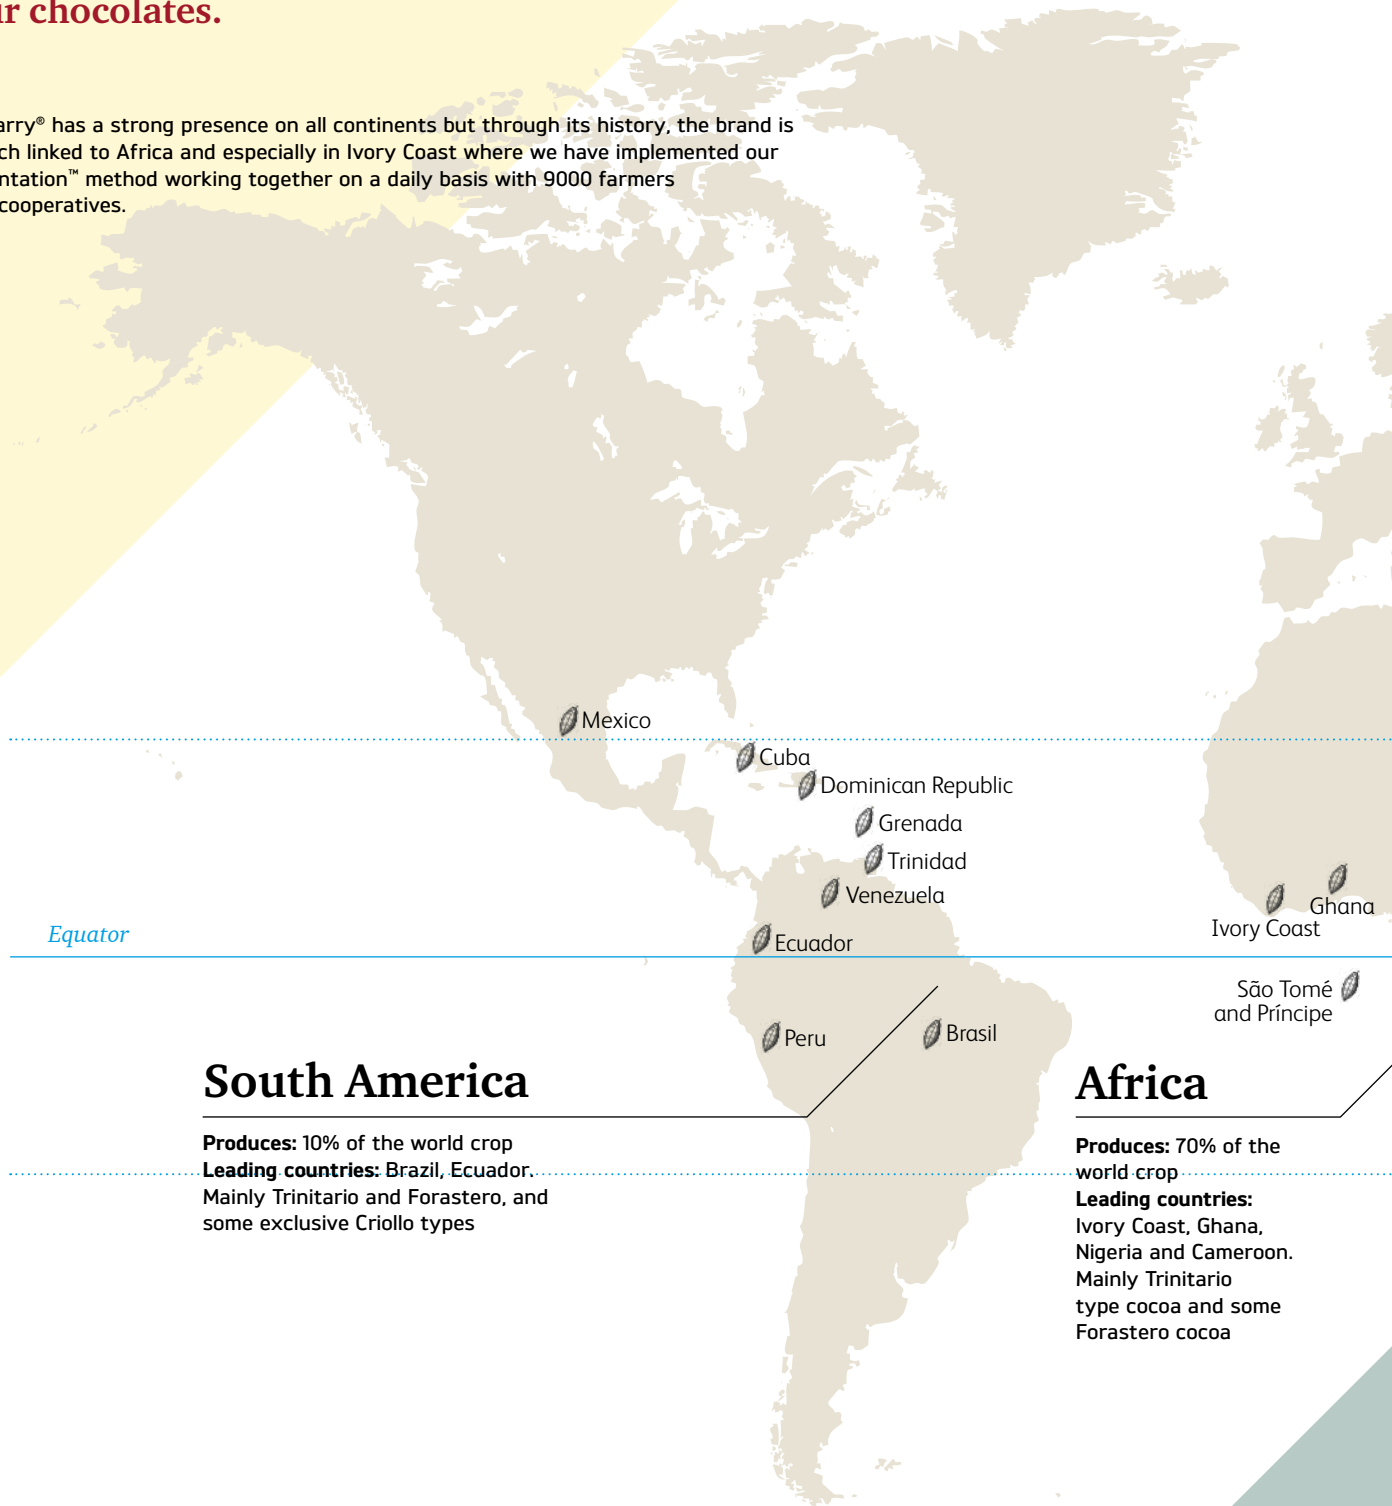 ur chocolates.
arry® has a strong presence on all continents but through its history, the brand is
ch linked to Africa and especially in Ivory Coast where we have implemented our
ntation™ method working together on a daily basis with 9000 farmers
cooperatives.
Mexico
Cuba
Dominican Republic
Grenada
Trinidad
Venezuela
Ghana
Ivory Coast
Equator
Ecuador
São Tomé
and Príncipe
Peru
Brasil
South America
Produces: 10% of the world crop
Leading countries: Brazil, Ecuador.
Mainly Trinitario and Forastero, and
some exclusive Criollo types
Africa
Produces: 70% of the
world crop
Leading countries:
Ivory Coast, Ghana,
Nigeria and Cameroon.
Mainly Trinitario
type cocoa and some
Forastero cocoa